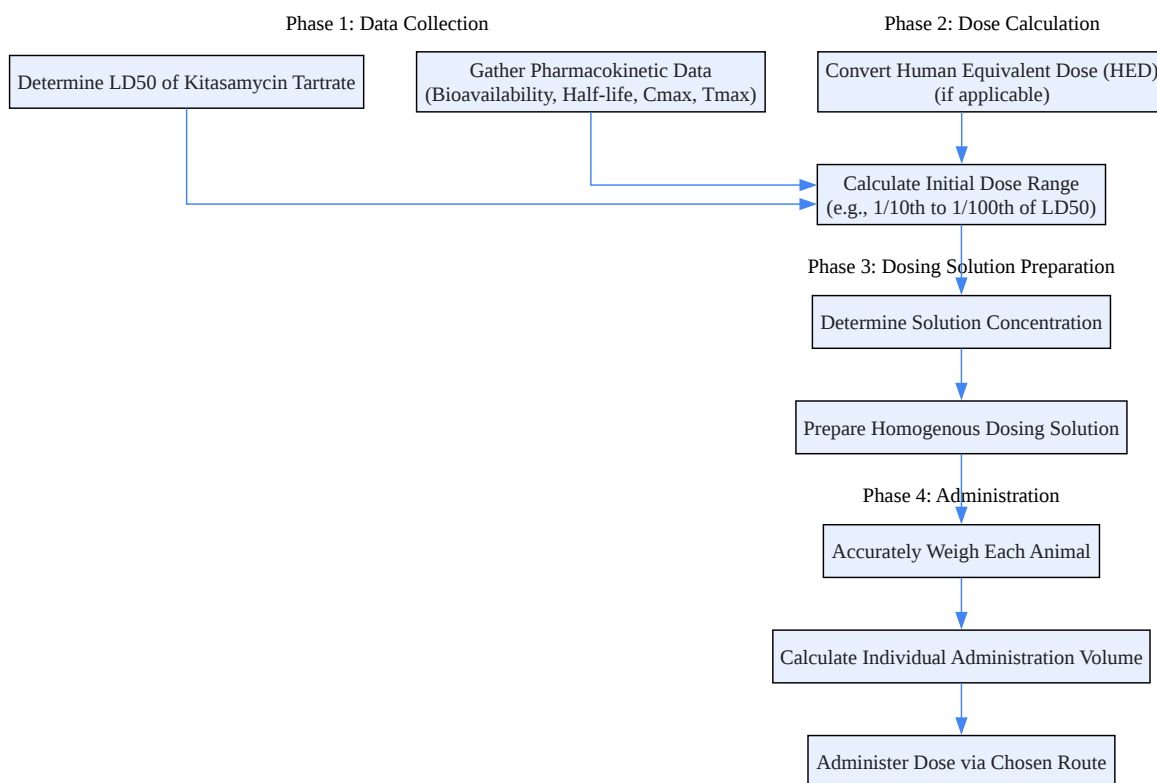 Phase 1: Data Collection
Phase 2: Dose Calculation
Determine LD50 of Kitasamycin Tartrate
Gather Pharmacokinetic Data
(Bioavailability, Half-life, Cmax, Tmax)
Convert Human Equivalent Dose (HED)
(if applicable)
Calculate Initial Dose Range
(e.g., 1/10th to 1/100th of LD50)
Phase 3: Dosing Solution Preparation
Determine Solution Concentration
Prepare Homogenous Dosing Solution
Phase 4: Administration
Accurately Weigh Each Animal
Calculate Individual Administration Volume
Administer Dose via Chosen Route